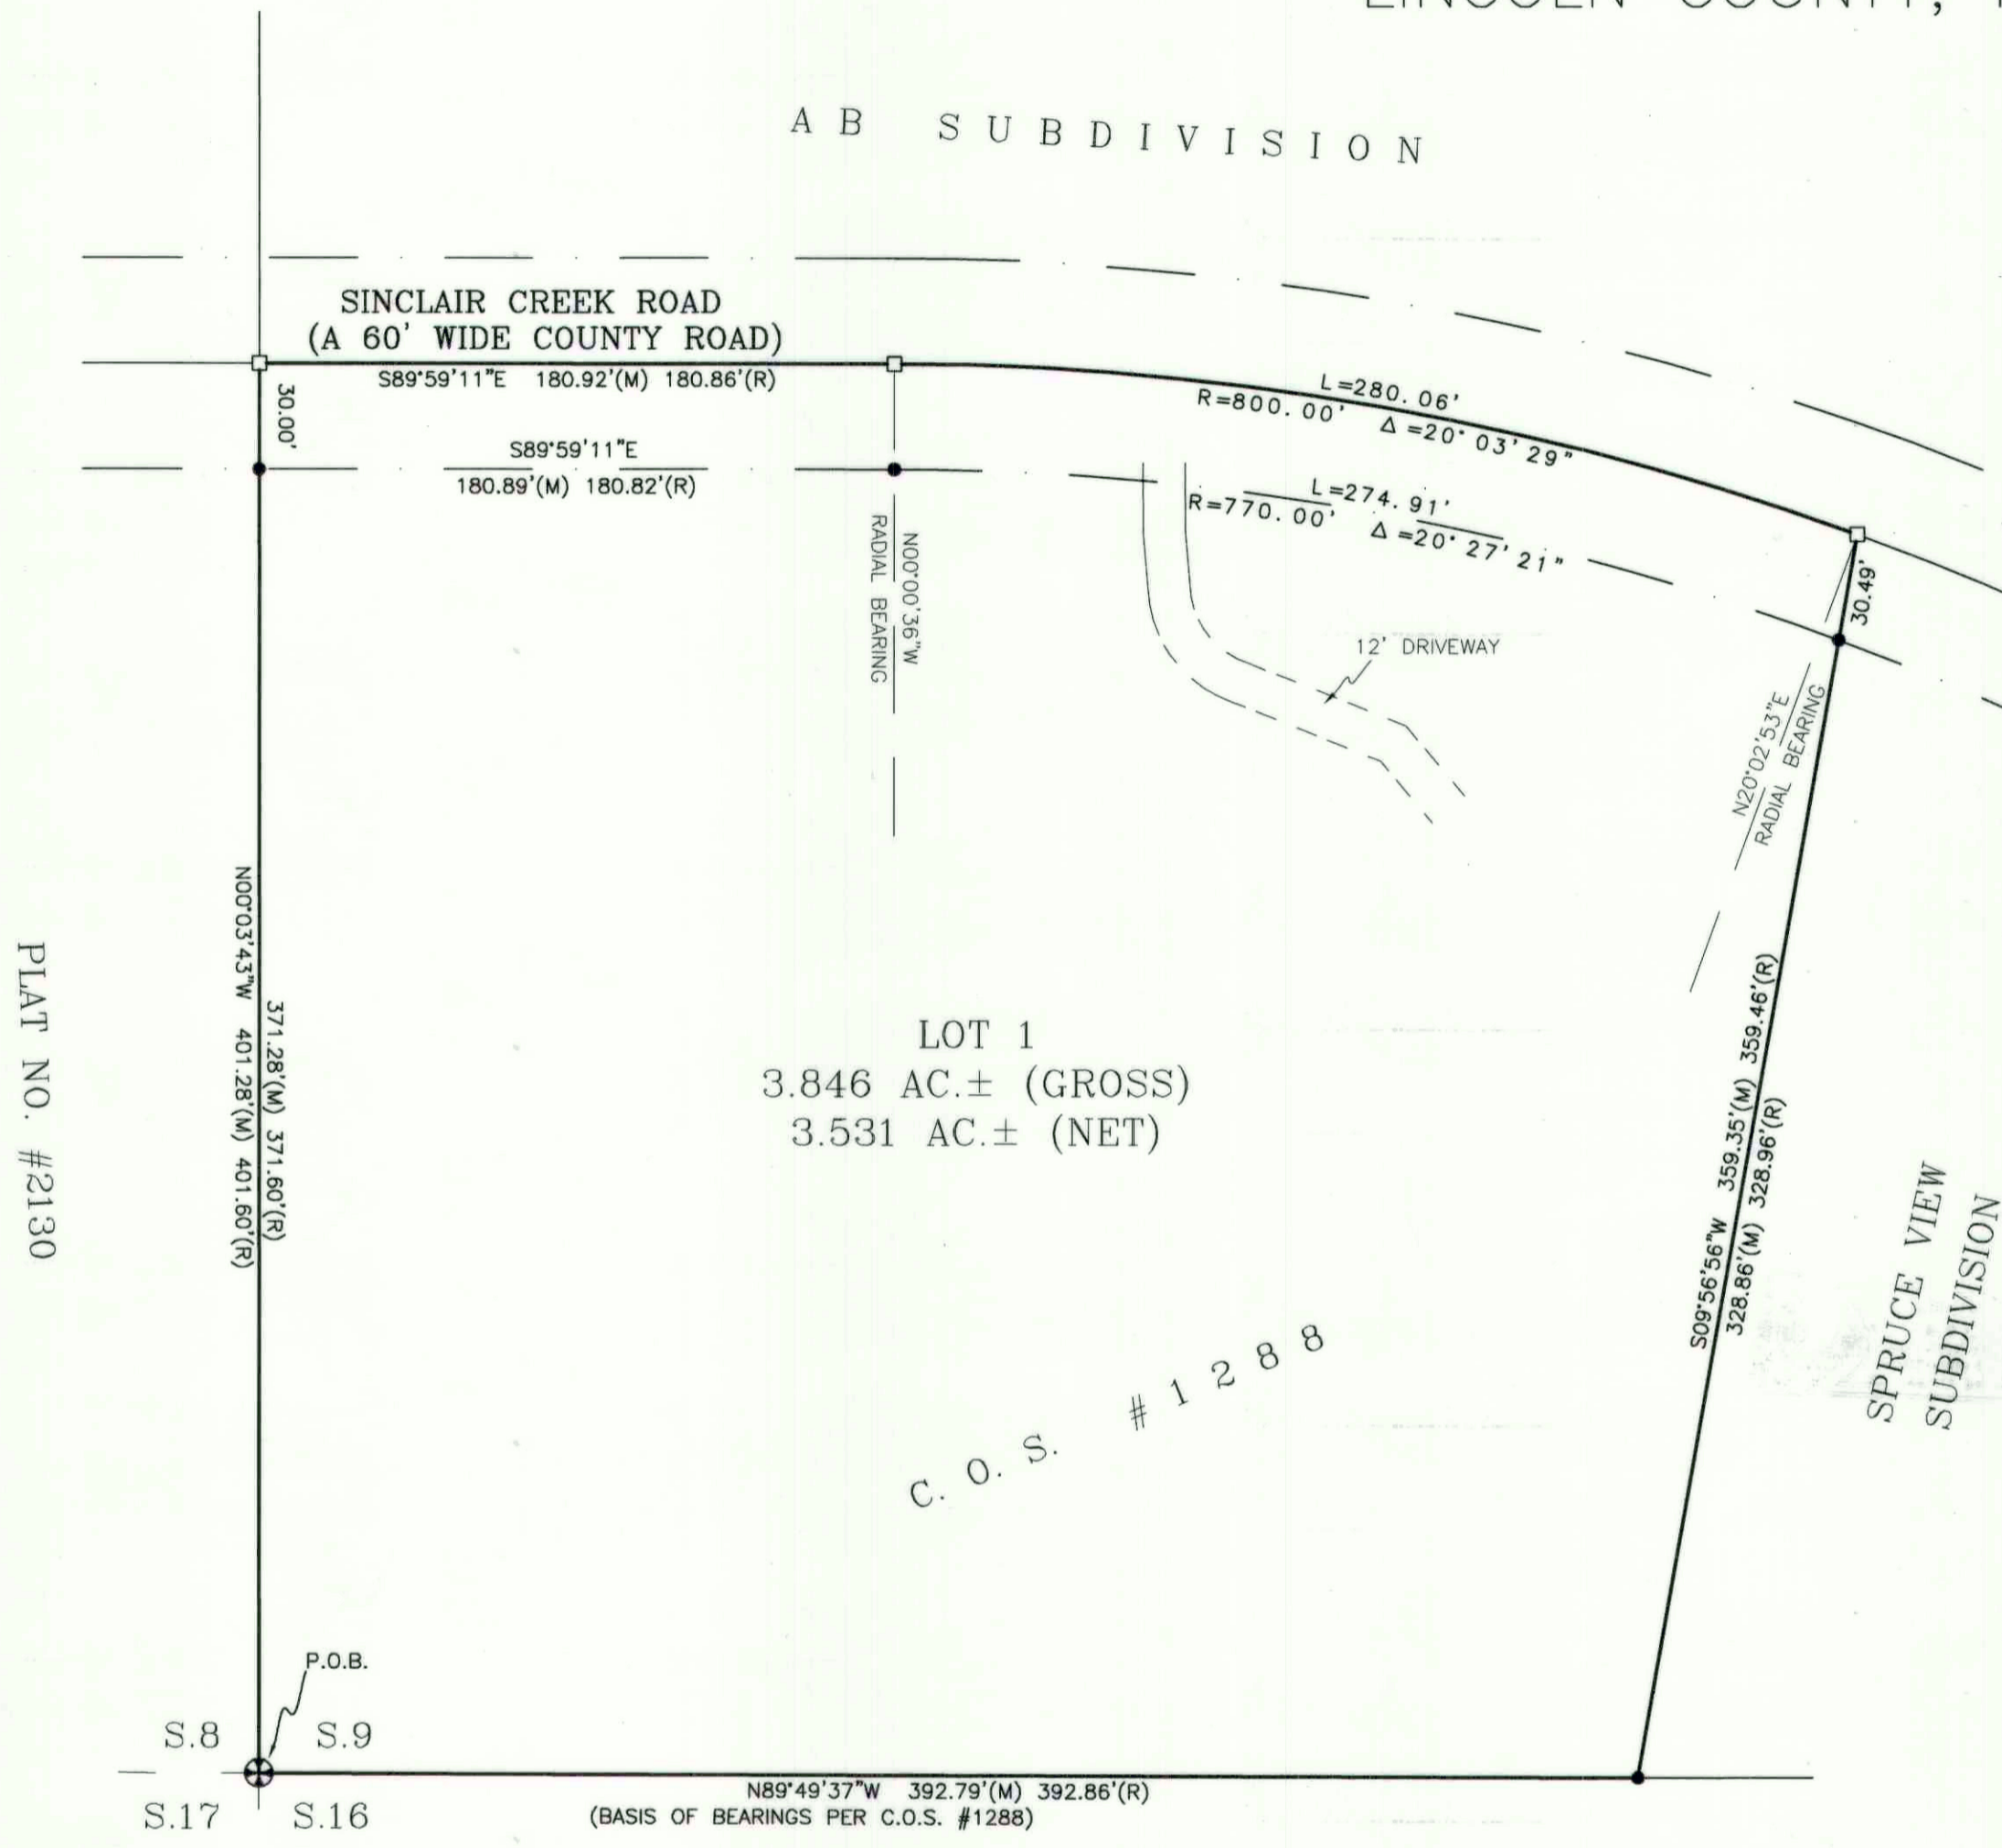 LINCOLN COUNTY,
AB SUBDIVISION
SINCLAIR CREEK ROAD
(A 60' WIDE COUNTY ROAD)
S89°59'11"E 180.92'(M) 180.86'(R)
30.00'
S89°59'11"E
180.89'(M) 180.82'(R)
L=280.06'
R=800.00' Δ=20°03'29"
L=274.91'
R=770.00' Δ=20°27'21"
N00°00'36"W
RADIAL BEARING
30.49'
12' DRIVEWAY
N20°02'53"E
RADIAL BEARING
N00°03'43"W 401.28'(M) 401.60'(R)
371.28'(M) 371.60'(R)
PLAT NO. #2130
LOT 1
3.846 AC.± (GROSS)
3.531 AC.± (NET)
S09°56'56"W 359.35'(M) 359.46'(R)
328.86'(M) 328.96'(R)
SPRUCE VIEW
SUBDIVISION
C.O.S. #1288
P.O.B.
S.8 S.9
S.17 S.16
N89°49'37"W 392.79'(M) 392.86'(R)
(BASIS OF BEARINGS PER C.O.S. #1288)